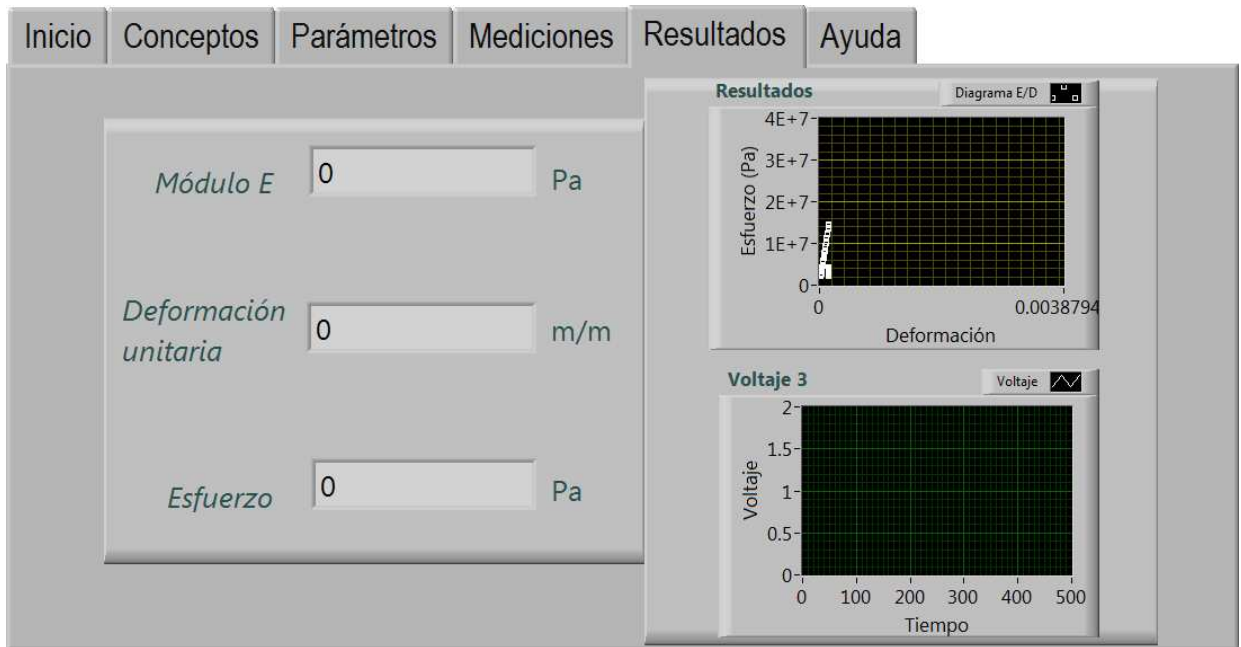 Inicio Conceptos Parámetros Mediciones Resultados Ayuda
Módulo E 0 Pa
Deformación
unitaria
0 m/m
Esfuerzo 0 Pa
Resultados
Diagrama E/D
4E+7
3E+7
2E+7
1E+7
0
Esfuerzo (Pa)
0 0.0038794
Deformación
Voltaje 3
Voltaje
2
1.5
1
0.5
0
Voltaje
0 100 200 300 400 500
Tiempo